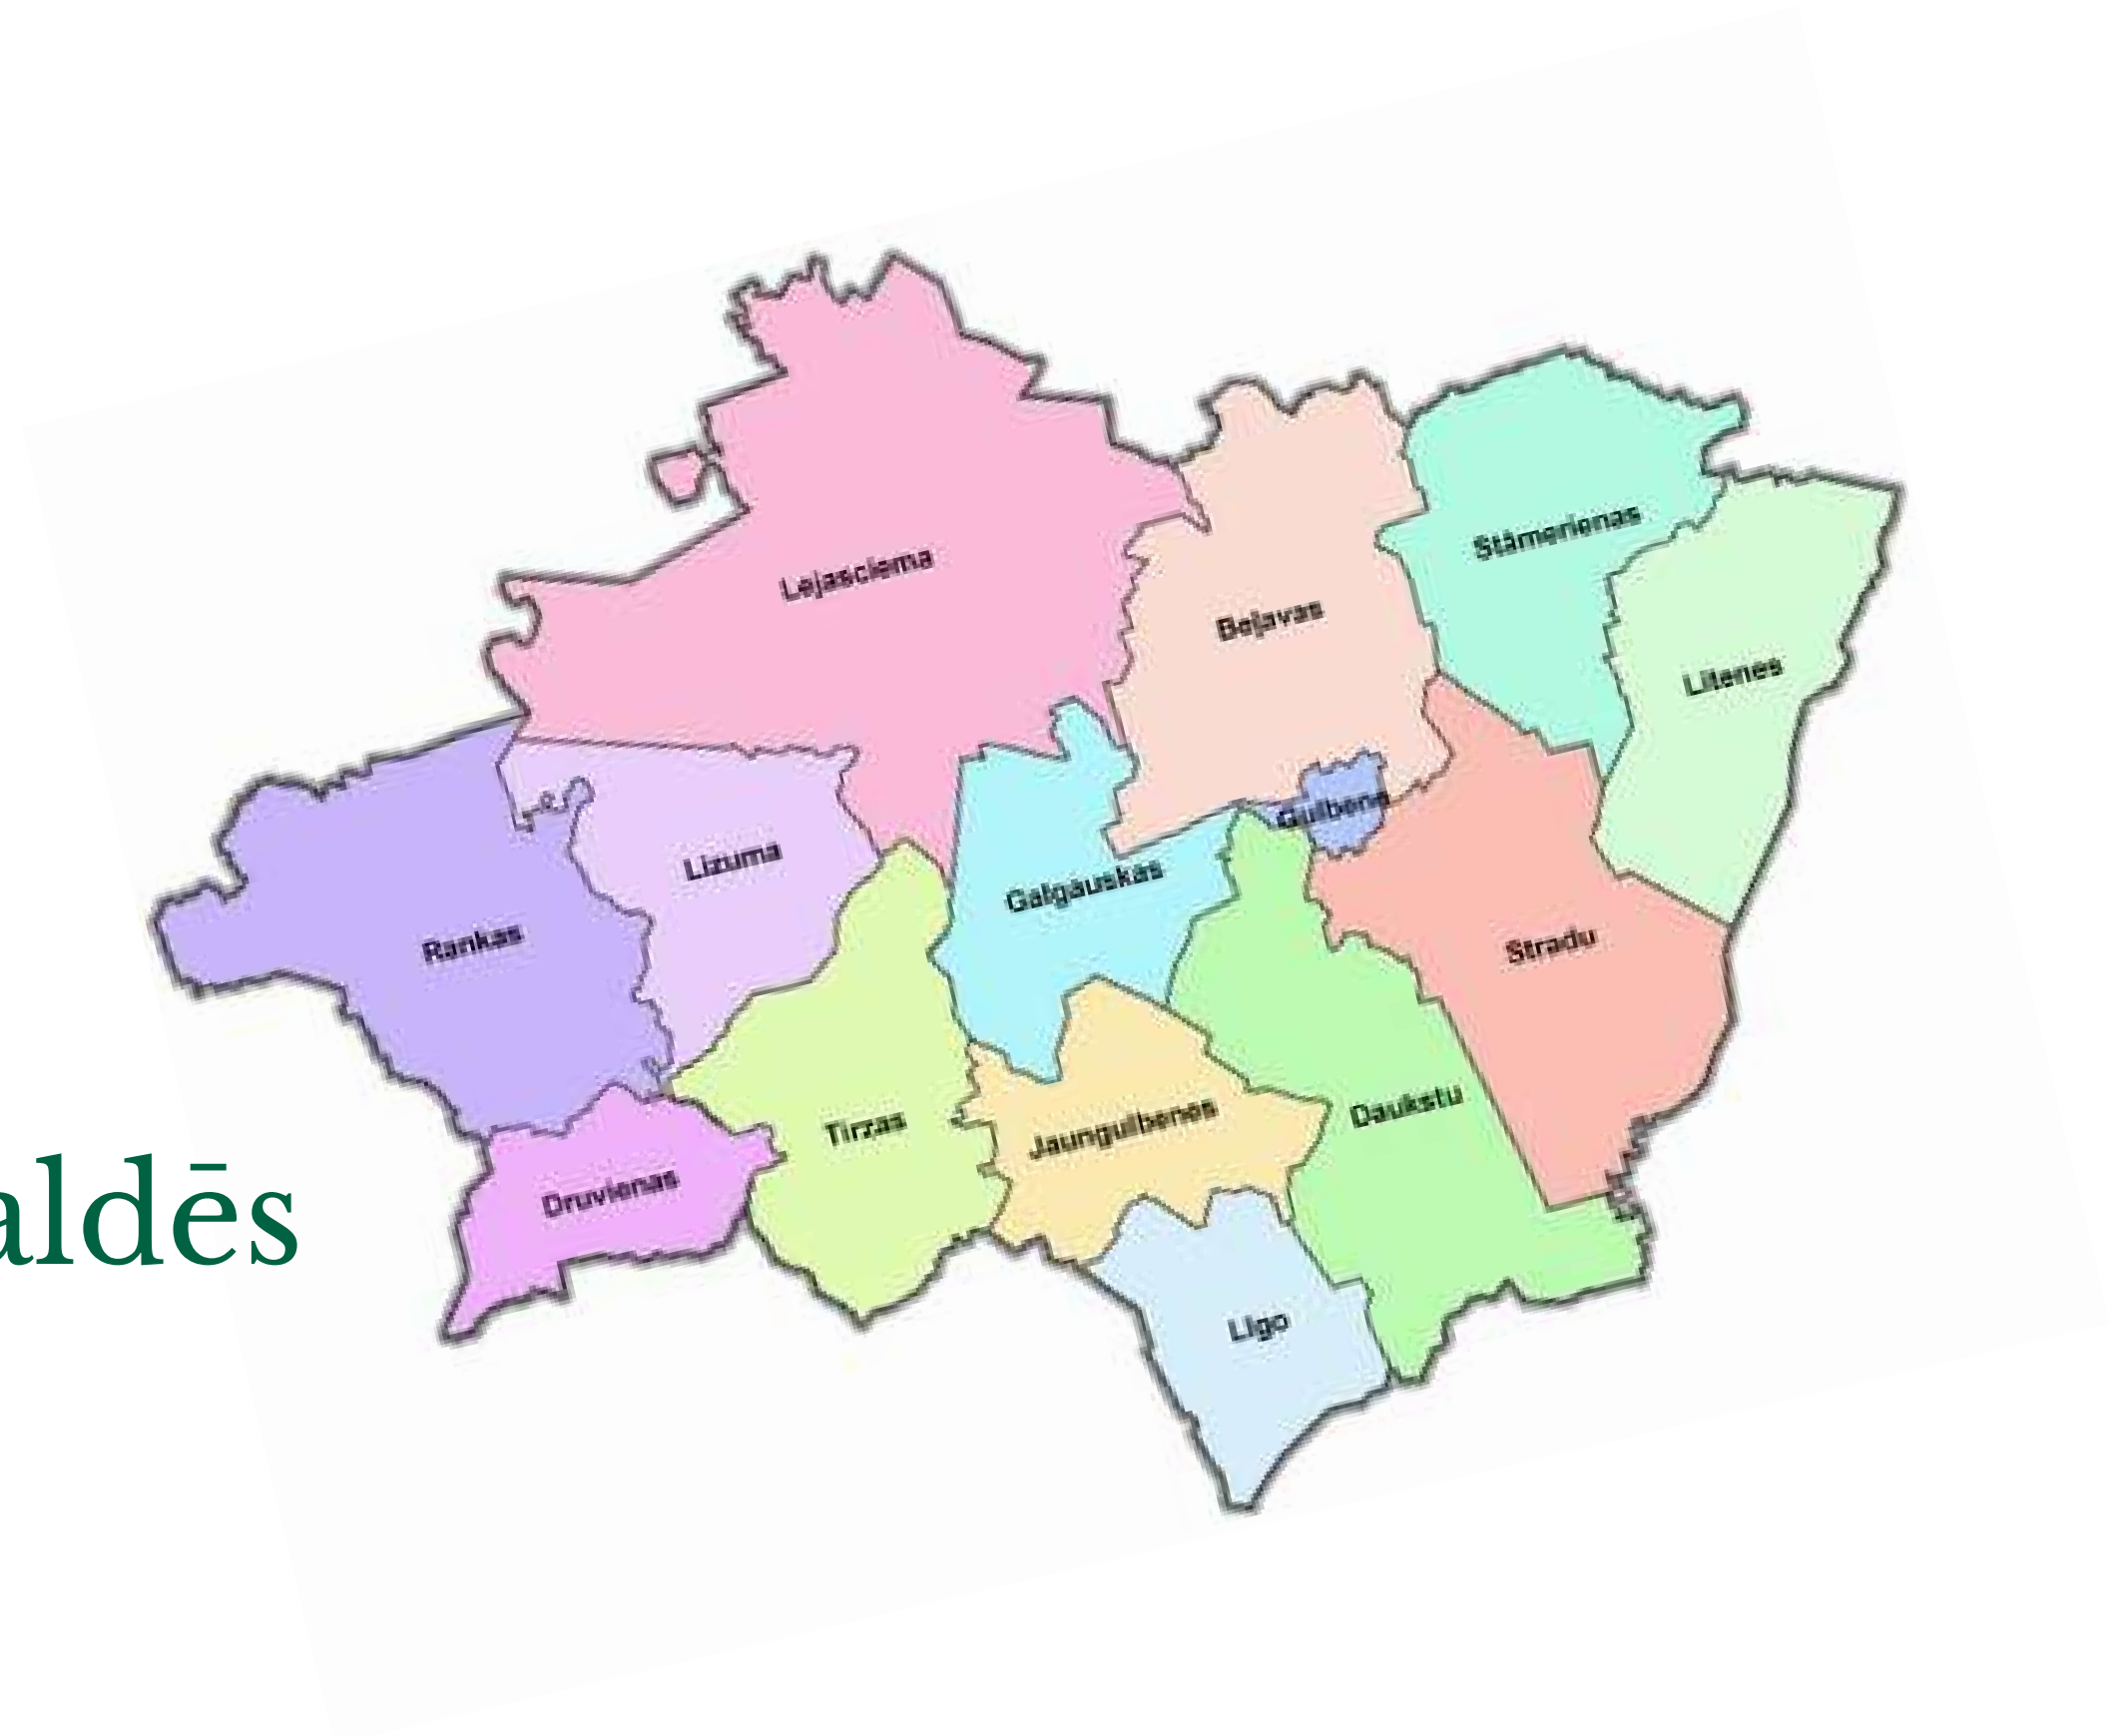 Lejasciema
Stāmerienas
Beļavas
Litenes
Gulbene
Lizuma
Galgauskas
Rankas
Stradu
Daukstu
Tirzas
Jaungulbenes
Druvienas
aldēs
Līgo